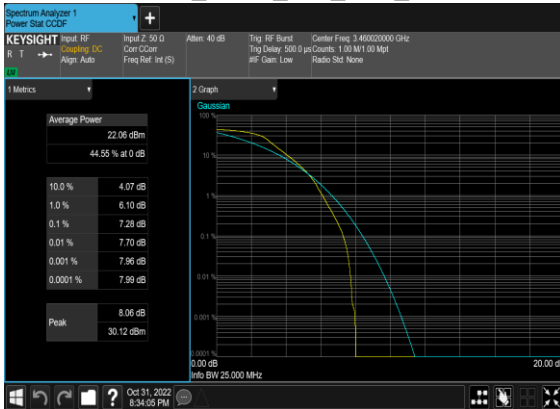 Spectrum Analyzer 1
Power Stat CCDF
KEYSIGHT
R T
LXI
Input: RF
Coupling: DC
Align: Auto
Input Z: 50 Ω
Corr CCorr
Freq Ref: Int (S)
Atten: 40 dB
Trig: RF Burst
Trig Delay: 500.0 µs
#IF Gain: Low
Center Freq: 3.460020000 GHz
Counts: 1.00 M/1.00 Mpt
Radio Std: None
1 Metrics
Average Power
22.06 dBm
44.55 % at 0 dB
10.0 % 4.07 dB
1.0 % 6.10 dB
0.1 % 7.28 dB
0.01 % 7.70 dB
0.001 % 7.96 dB
0.0001 % 7.99 dB
Peak 8.06 dB
30.12 dBm
2 Graph
Gaussian
100 %
10 %
1 %
0.1 %
0.01 %
0.001 %
0.0001 %
0.00 dB
20.00 dB
Info BW 25.000 MHz
Oct 31, 2022
8:34:05 PM